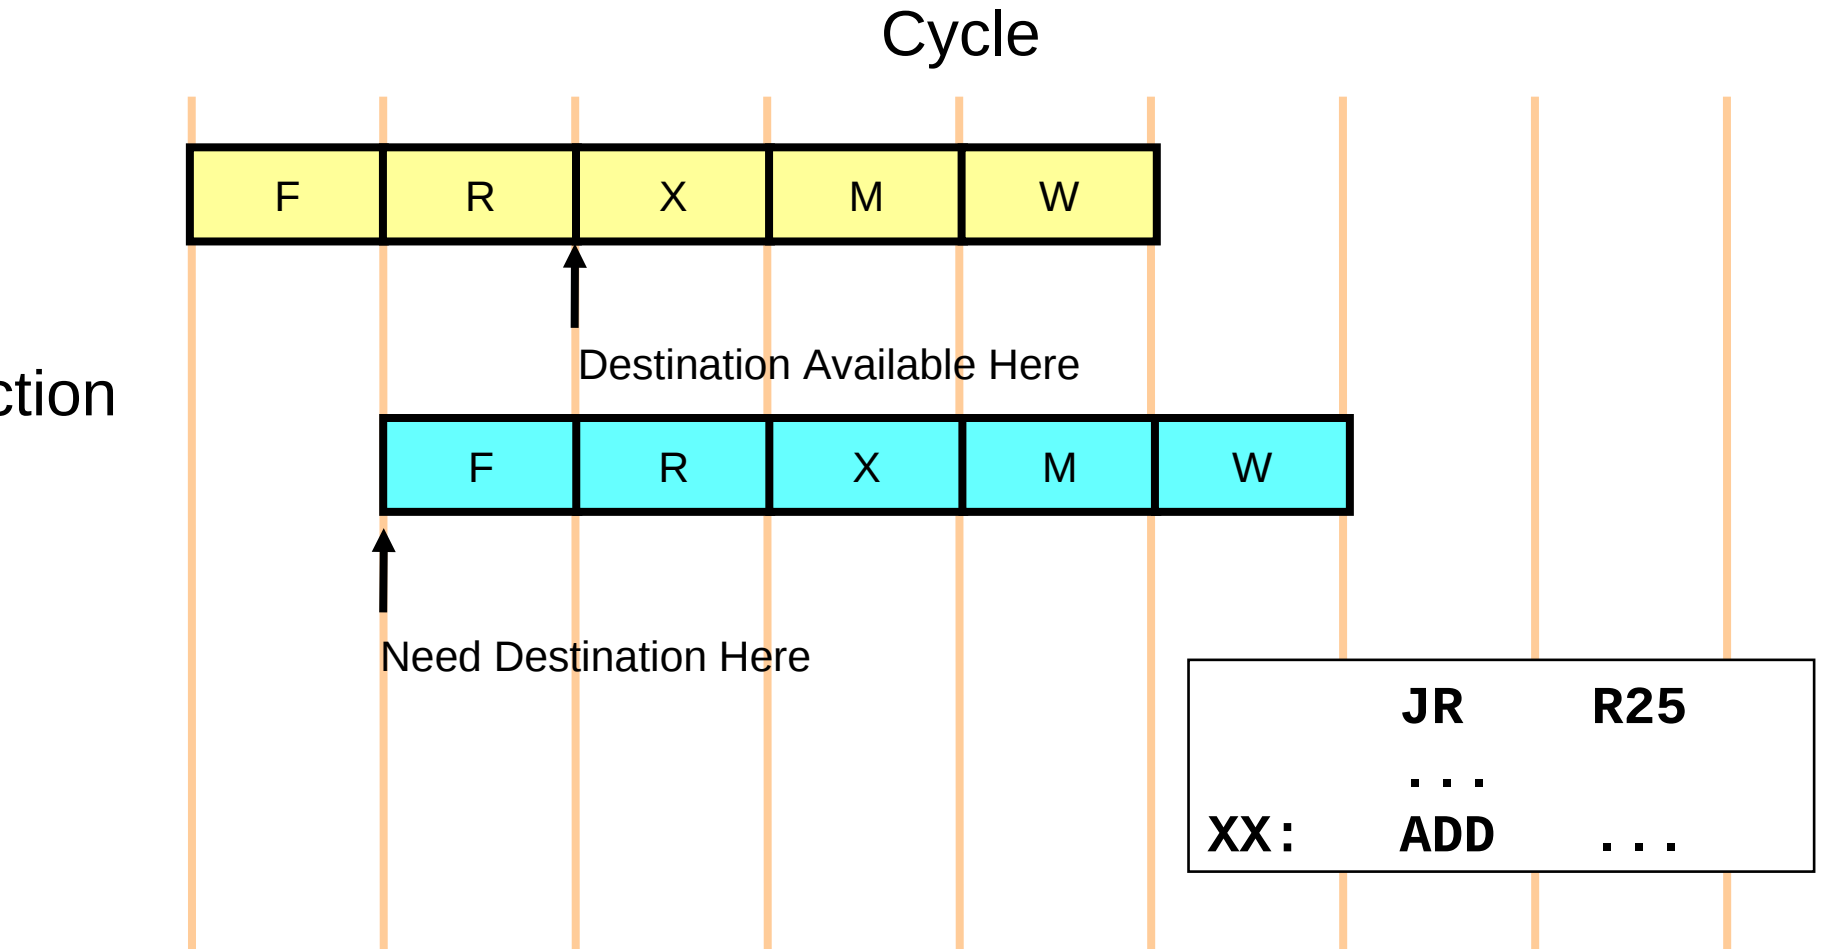 Cycle
F R X M W
Destination Available Here
ction
F R X M W
Need Destination Here
JR R25
...
XX: ADD ...